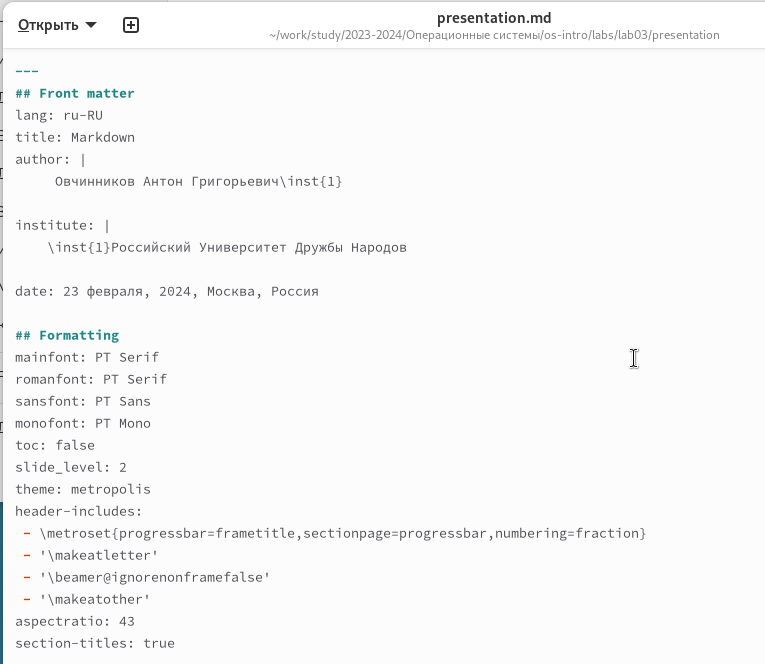 Открыть
presentation.md
~/work/study/2023-2024/Операционные системы/os-intro/labs/lab03/presentation
---
## Front matter
lang: ru-RU
title: Markdown
author: |
Овчинников Антон Григорьевич\inst{1}
institute: |
\inst{1}Российский Университет Дружбы Народов
date: 23 февраля, 2024, Москва, Россия
## Formatting
mainfont: PT Serif
romanfont: PT Serif
sansfont: PT Sans
monofont: PT Mono
toc: false
slide_level: 2
theme: metropolis
header-includes:
- \metroset{progressbar=frametitle,sectionpage=progressbar,numbering=fraction}
- '\makeatletter'
- '\beamer@ignorenonframefalse'
- '\makeatother'
aspectratio: 43
section-titles: true